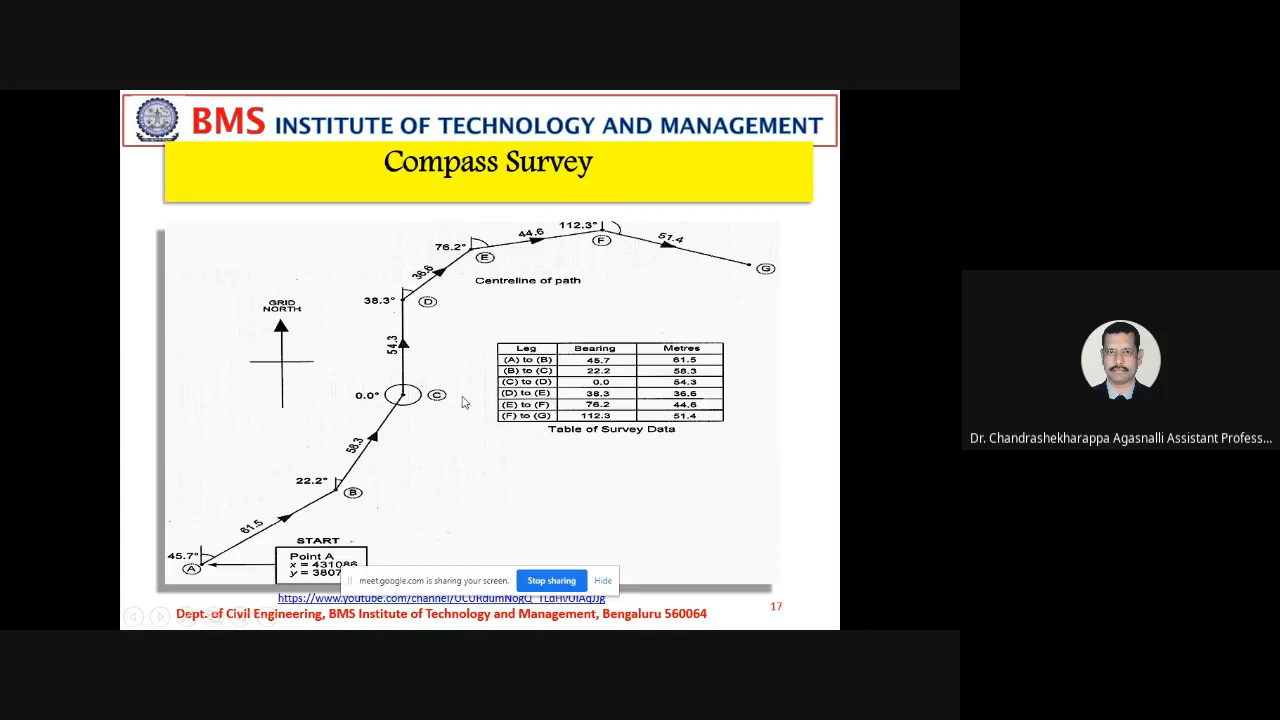 BMS INSTITUTE OF TECHNOLOGY AND MANAGEMENT
Compass Survey
112.3°
44.6
F
51.4
76.2°
E
G
36.6
Centreline of path
GRID
NORTH
38.3°
D
54.3
Leg Bearing Metres
(A) to (B) 45.7 61.5
(B) to (C) 22.2 58.3
(C) to (D) 0.0 54.3
(D) to (E) 38.3 36.6
(E) to (F) 76.2 44.6
(F) to (G) 112.3 51.4
Table of Survey Data
0.0°
C
58.3
22.2°
B
61.5
START
45.7°
A
Point A
x = 431086
y = 3807
meet.google.com is sharing your screen. Stop sharing Hide
Dept. of Civil Engineering, BMS Institute of Technology and Management, Bengaluru 560064
17
Dr. Chandrashekharappa Agasnalli Assistant Profess...